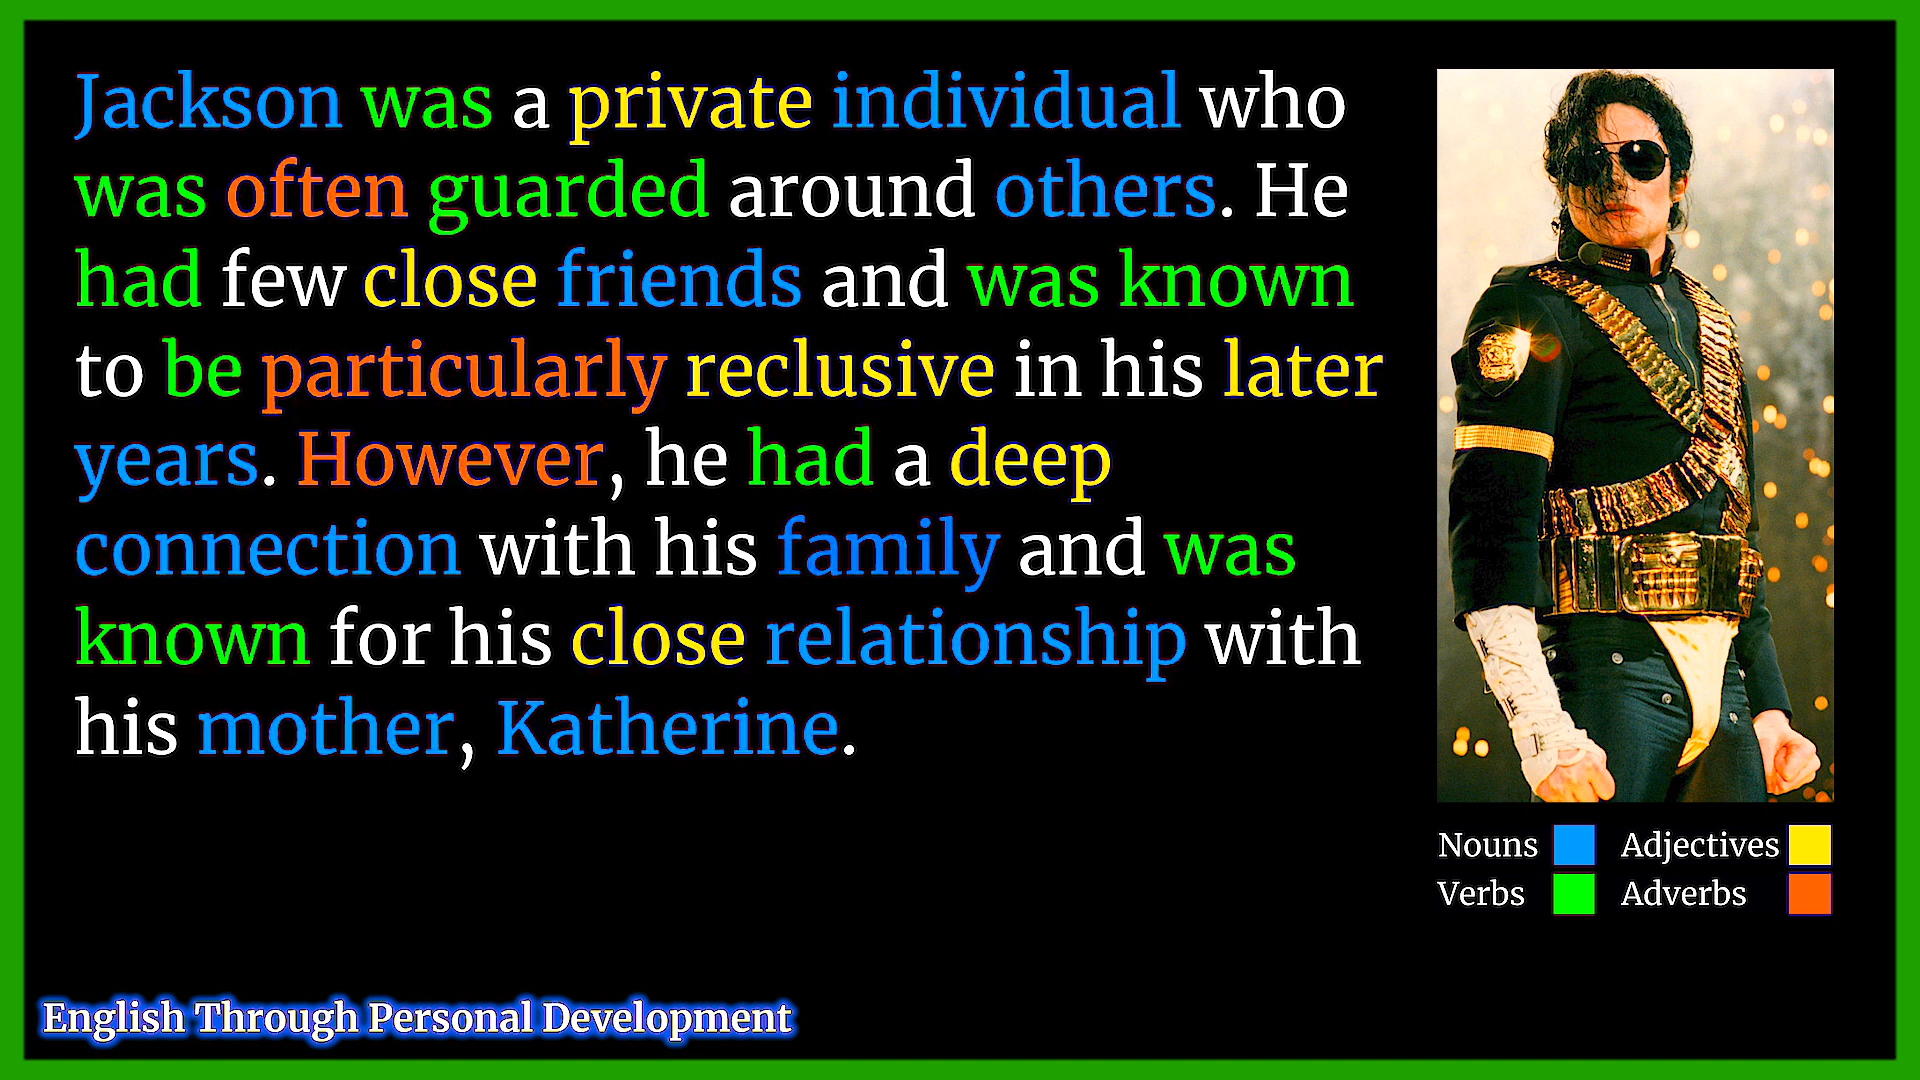 Jackson was a private individual who
was often guarded around others. He
had few close friends and was known
to be particularly reclusive in his later
years. However, he had a deep
connection with his family and was
known for his close relationship with
his mother, Katherine.
Nouns Adjectives
Verbs Adverbs
English Through Personal Development